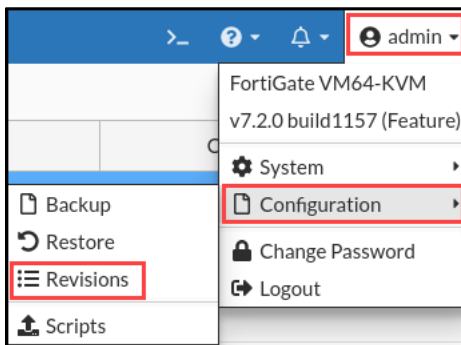 >_ ? admin
FortiGate VM64-KVM
v7.2.0 build1157 (Feature)
C
System
Backup
Configuration
Restore
Change Password
Revisions
Logout
Scripts